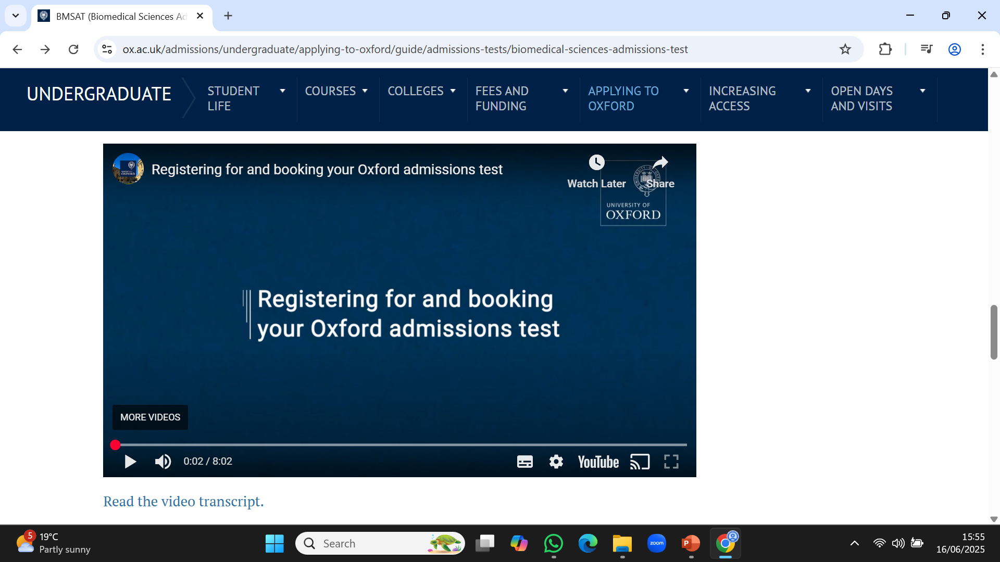 BMSAT (Biomedical Sciences Ad
ox.ac.uk/admissions/undergraduate/applying-to-oxford/guide/admissions-tests/biomedical-sciences-admissions-test
UNDERGRADUATE
STUDENT
LIFE
COURSES
COLLEGES
FEES AND
FUNDING
APPLYING TO
OXFORD
INCREASING
ACCESS
OPEN DAYS
AND VISITS
Registering for and booking your Oxford admissions test
Watch Later
Share
UNIVERSITY OF
OXFORD
Registering for and booking
your Oxford admissions test
MORE VIDEOS
0:02 / 8:02
YouTube
Read the video transcript.
5
19°C
Partly sunny
Search
zoom
P
15:55
16/06/2025